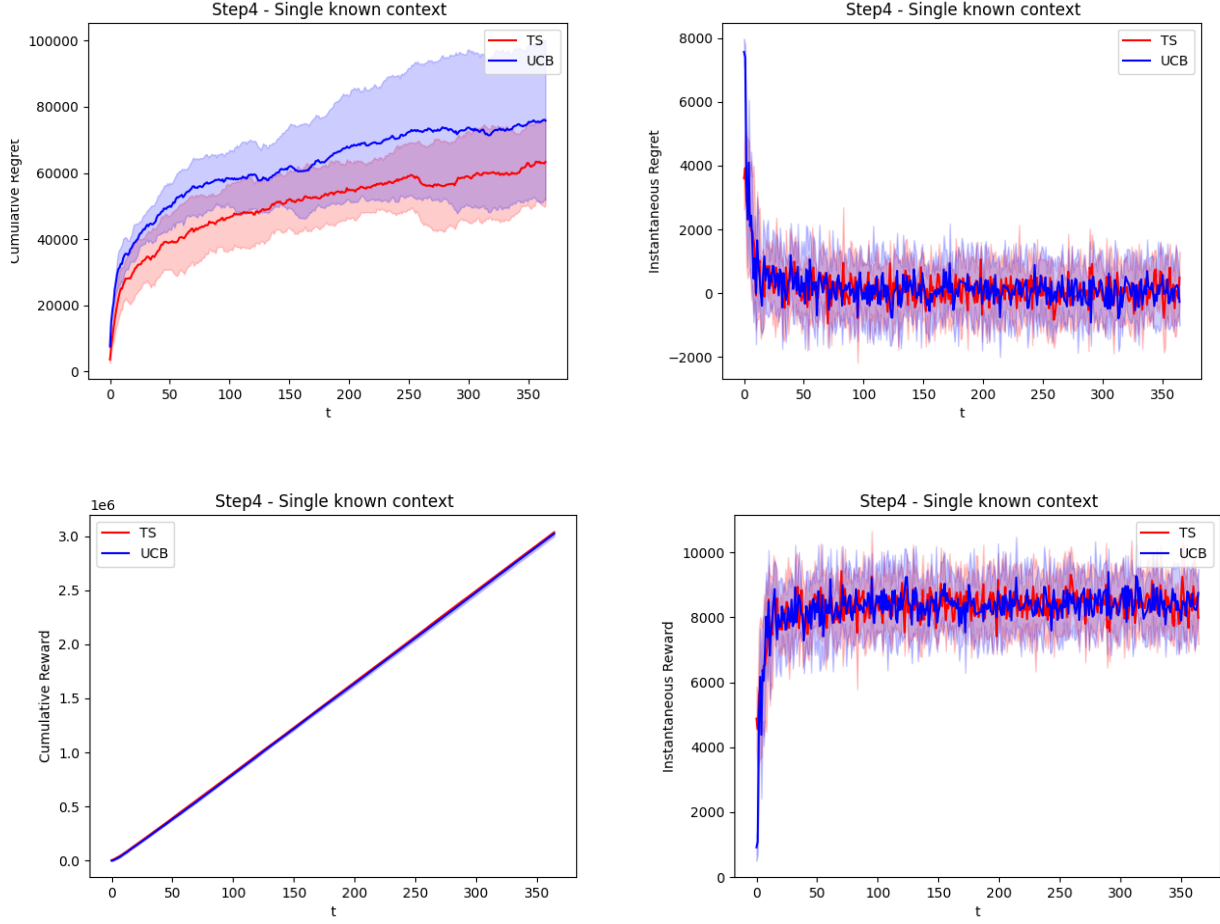 Step4 - Single known context
TS
UCB
100000
80000
60000
40000
20000
0
Cumulative Regret
0 50 100 150 200 250 300 350
t
Step4 - Single known context
TS
UCB
8000
6000
4000
2000
0
−2000
Instantaneous Regret
0 50 100 150 200 250 300 350
t
Step4 - Single known context
1e6
TS
UCB
3.0
2.5
2.0
1.5
1.0
0.5
0.0
Cumulative Reward
0 50 100 150 200 250 300 350
t
Step4 - Single known context
TS
UCB
10000
8000
6000
4000
2000
0
Instantaneous Reward
0 50 100 150 200 250 300 350
t